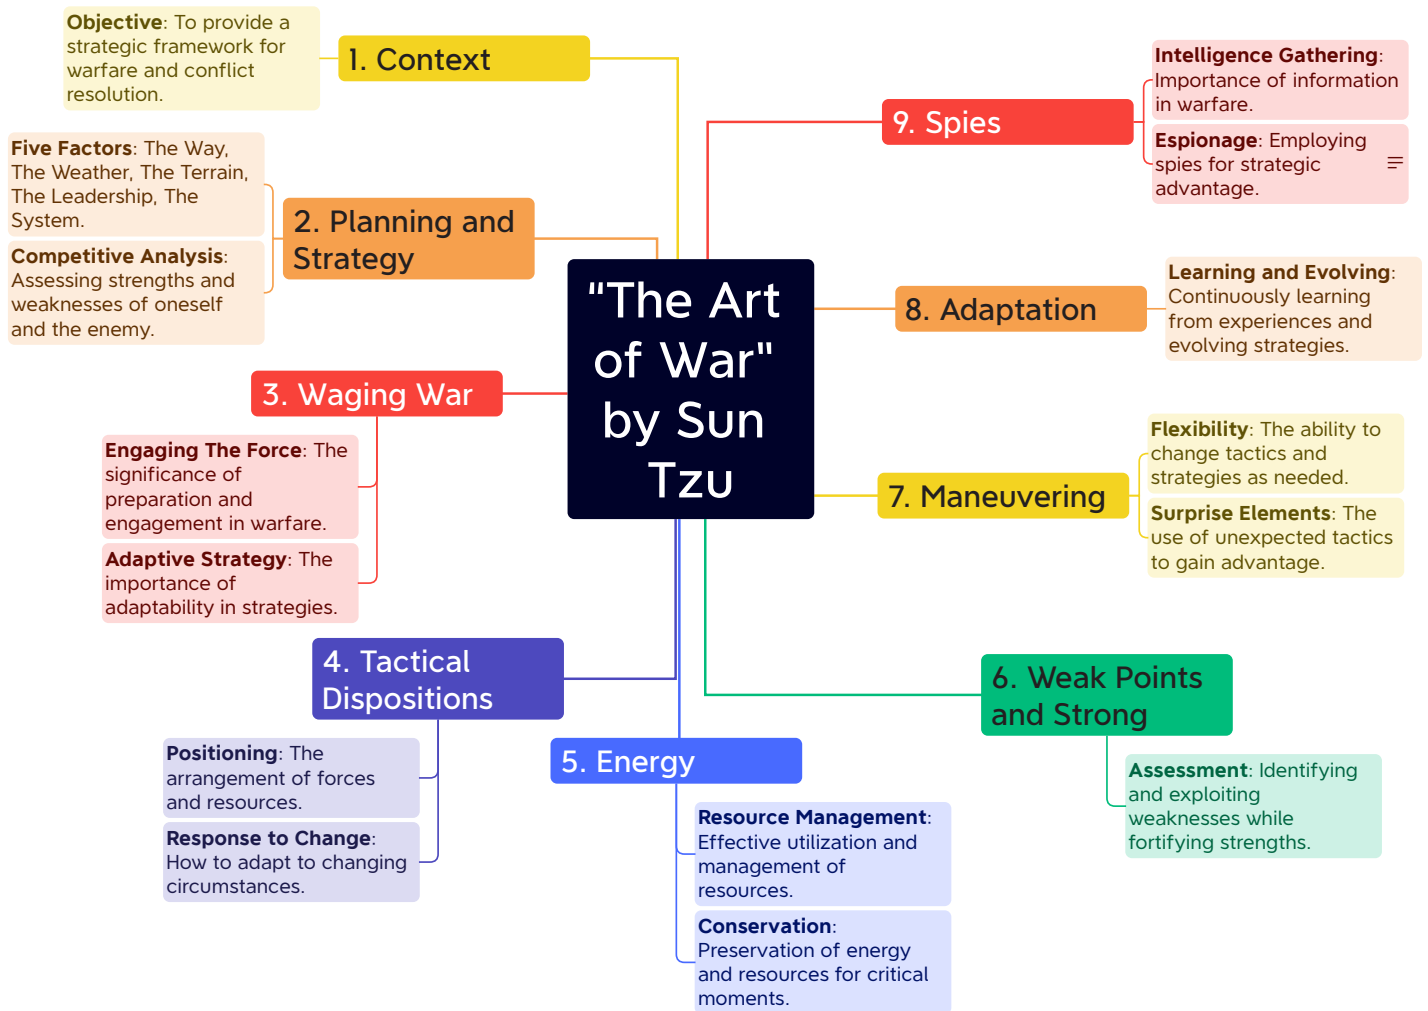 "The Art
of War"
by Sun
Tzu
1. Context
Objective: To provide a
strategic framework for
warfare and conflict
resolution.
2. Planning and
Strategy
Five Factors: The Way,
The Weather, The Terrain,
The Leadership, The
System.
Competitive Analysis:
Assessing strengths and
weaknesses of oneself
and the enemy.
3. Waging War
Engaging The Force: The
significance of
preparation and
engagement in warfare.
Adaptive Strategy: The
importance of
adaptability in strategies.
4. Tactical
Dispositions
Positioning: The
arrangement of forces
and resources.
Response to Change:
How to adapt to changing
circumstances.
5. Energy
Resource Management:
Effective utilization and
management of
resources.
Conservation:
Preservation of energy
and resources for critical
moments.
6. Weak Points
and Strong
Assessment: Identifying
and exploiting
weaknesses while
fortifying strengths.
7. Maneuvering
Flexibility: The ability to
change tactics and
strategies as needed.
Surprise Elements: The
use of unexpected tactics
to gain advantage.
8. Adaptation
Learning and Evolving:
Continuously learning
from experiences and
evolving strategies.
9. Spies
Intelligence Gathering:
Importance of information
in warfare.
Espionage: Employing
spies for strategic
advantage.